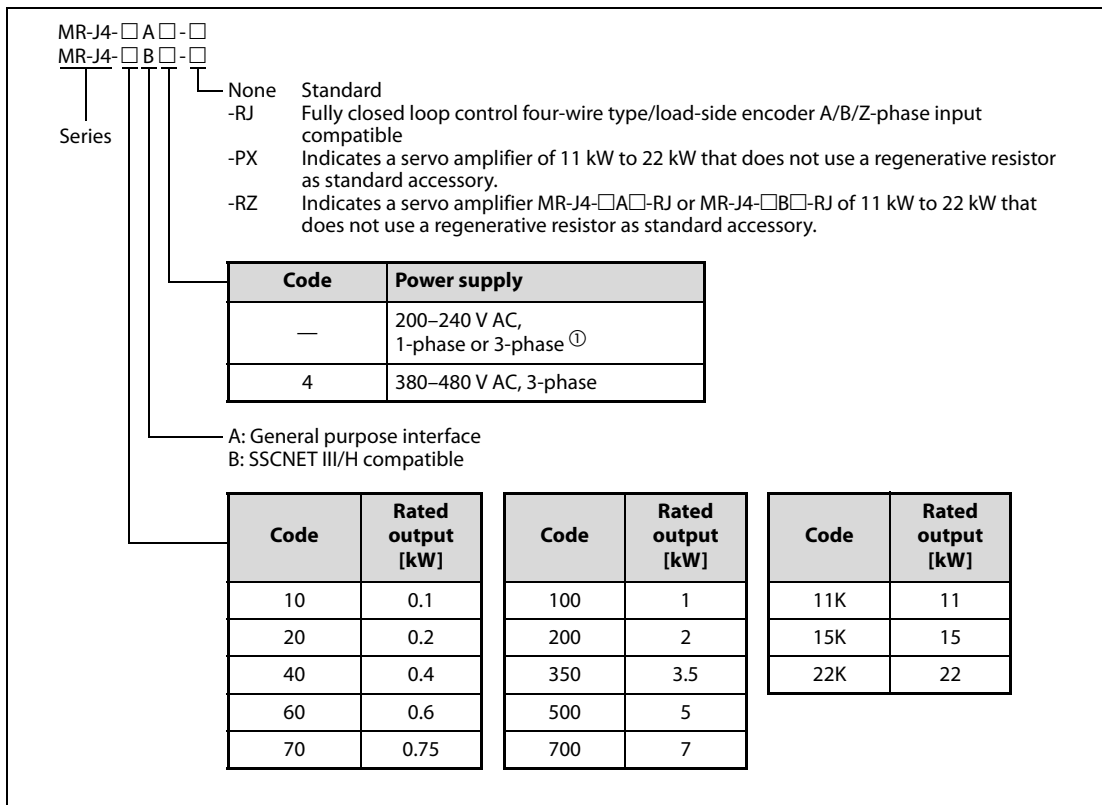 MR-J4-□A□-□
MR-J4-□B□-□
Series
None Standard
-RJ Fully closed loop control four-wire type/load-side encoder A/B/Z-phase input
compatible
-PX Indicates a servo amplifier of 11 kW to 22 kW that does not use a regenerative resistor
as standard accessory.
-RZ Indicates a servo amplifier MR-J4-□A□-RJ or MR-J4-□B□-RJ of 11 kW to 22 kW that
does not use a regenerative resistor as standard accessory.
Code Power supply
— 200–240 V AC,
1-phase or 3-phase ①
4 380–480 V AC, 3-phase
A: General purpose interface
B: SSCNET III/H compatible
Code Rated output [kW]
10 0.1
20 0.2
40 0.4
60 0.6
70 0.75
Code Rated output [kW]
100 1
200 2
350 3.5
500 5
700 7
Code Rated output [kW]
11K 11
15K 15
22K 22